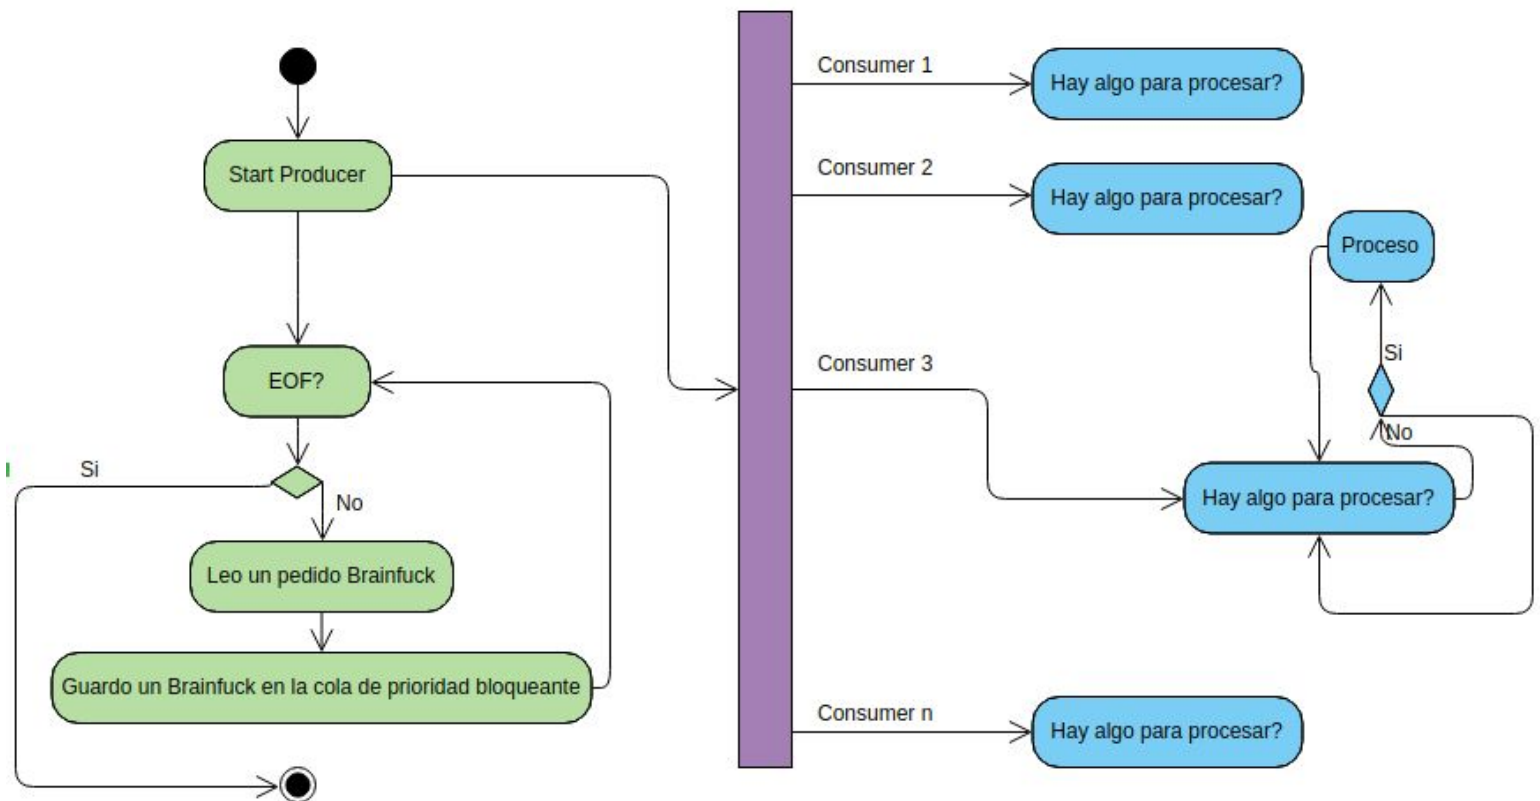 Start Producer
EOF?
Si
No
Leo un pedido Brainfuck
Guardo un Brainfuck en la cola de prioridad bloqueante
Consumer 1
Hay algo para procesar?
Consumer 2
Hay algo para procesar?
Proceso
Si
Consumer 3
No
Hay algo para procesar?
Consumer n
Hay algo para procesar?